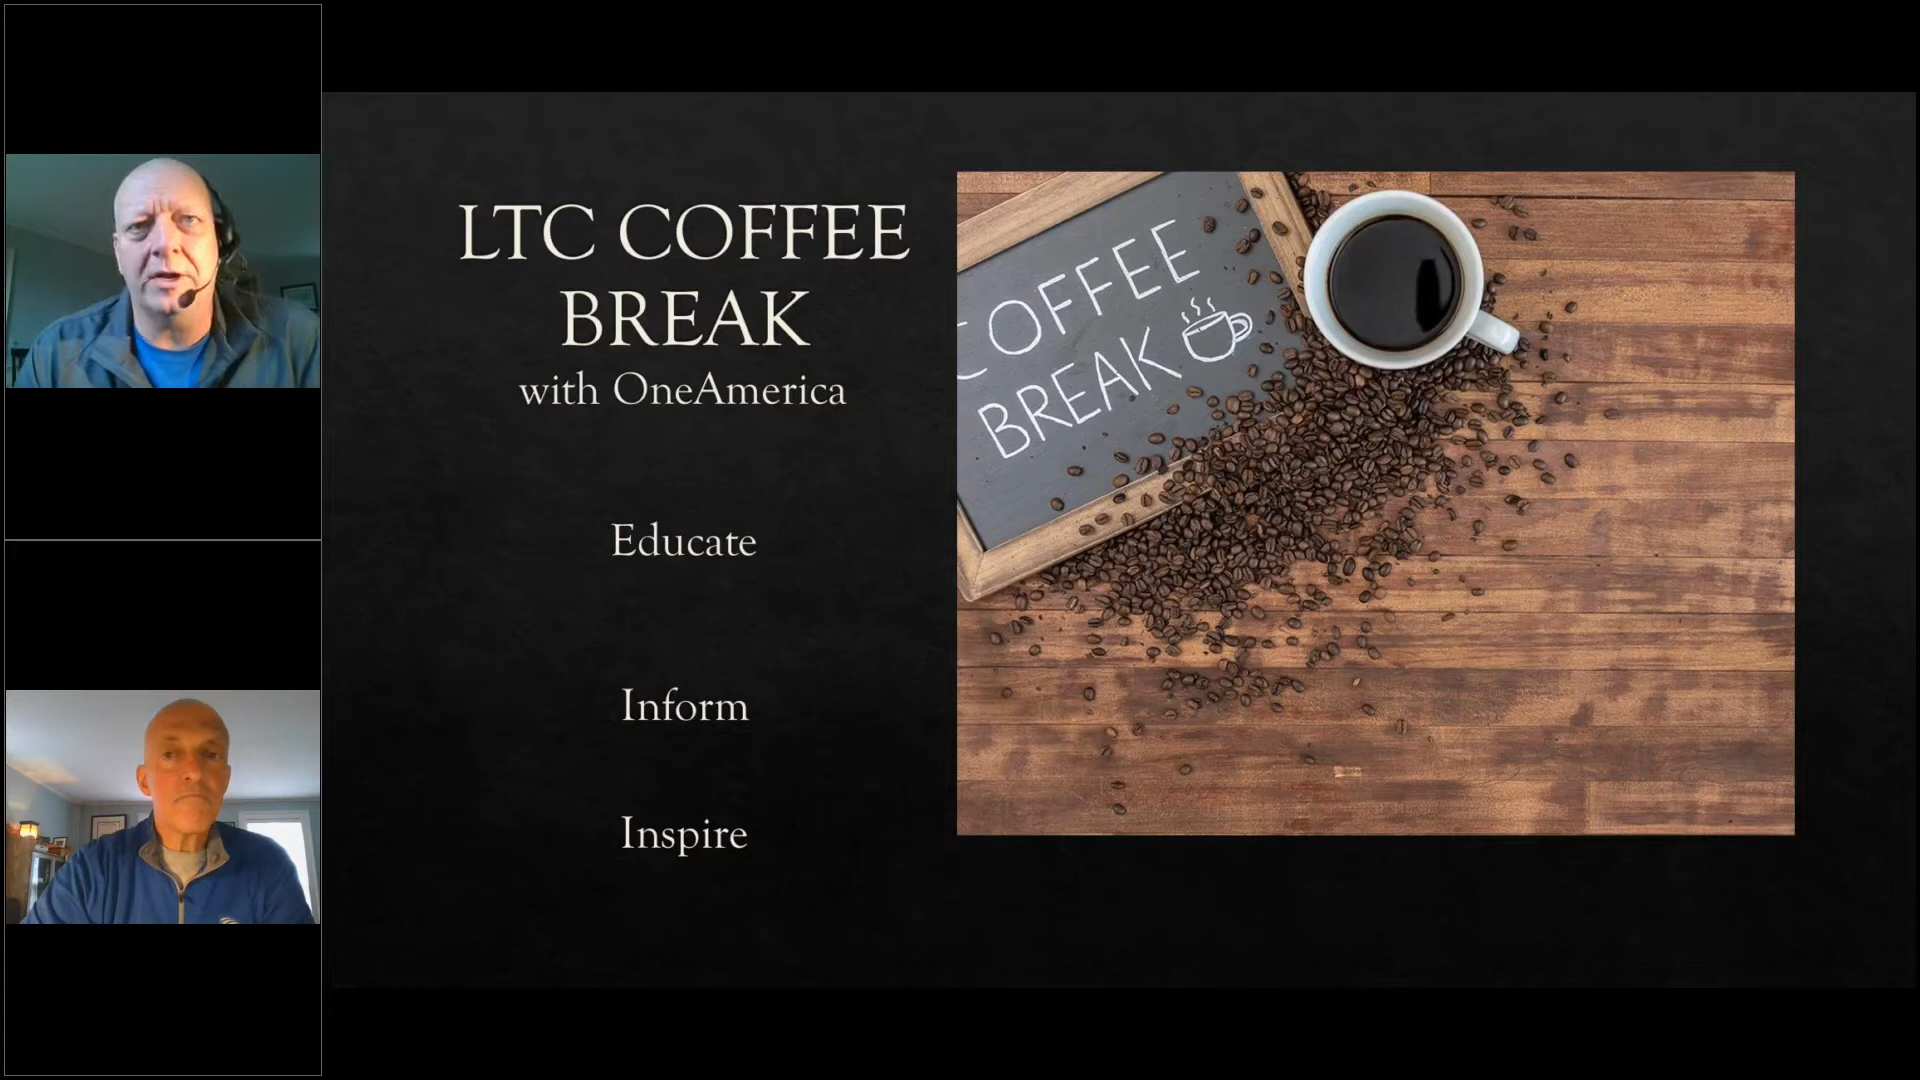 LTC COFFEE
BREAK
with OneAmerica
Educate
Inform
Inspire
COFFEE
BREAK